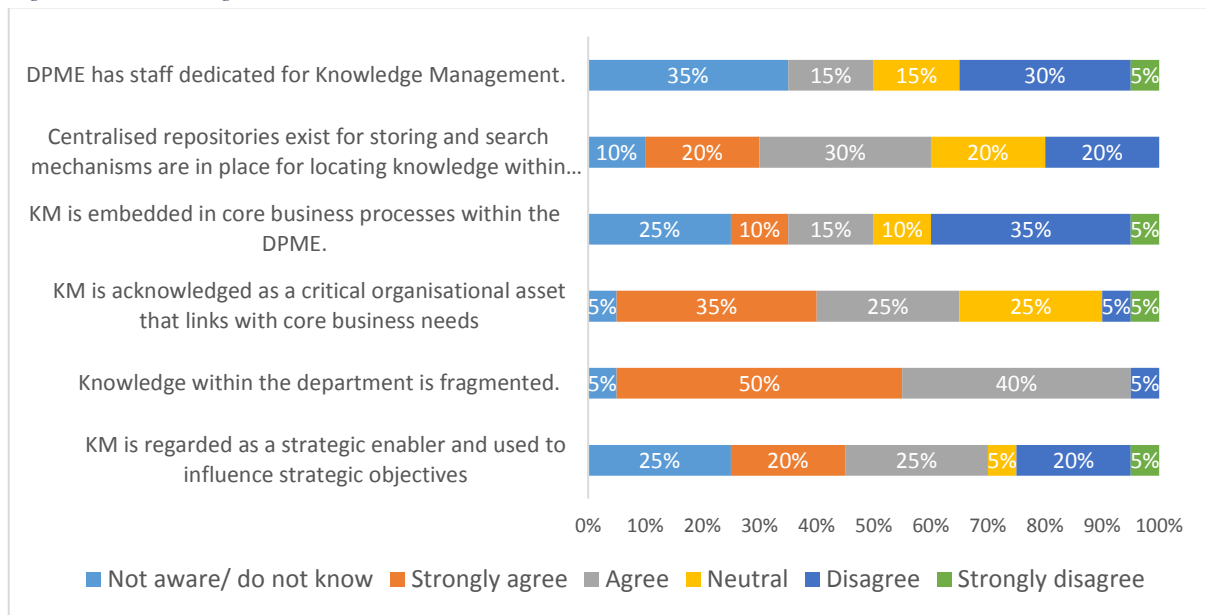 DPME has staff dedicated for Knowledge Management.
35% 15% 15% 30% 5%
Centralised repositories exist for storing and search
mechanisms are in place for locating knowledge within…
10% 20% 30% 20% 20%
KM is embedded in core business processes within the
DPME.
25% 10% 15% 10% 35% 5%
KM is acknowledged as a critical organisational asset
that links with core business needs
5% 35% 25% 25% 5% 5%
Knowledge within the department is fragmented.
5% 50% 40% 5%
KM is regarded as a strategic enabler and used to
influence strategic objectives
25% 20% 25% 5% 20% 5%
0% 10% 20% 30% 40% 50% 60% 70% 80% 90% 100%
Not aware/ do not know Strongly agree Agree Neutral Disagree Strongly disagree